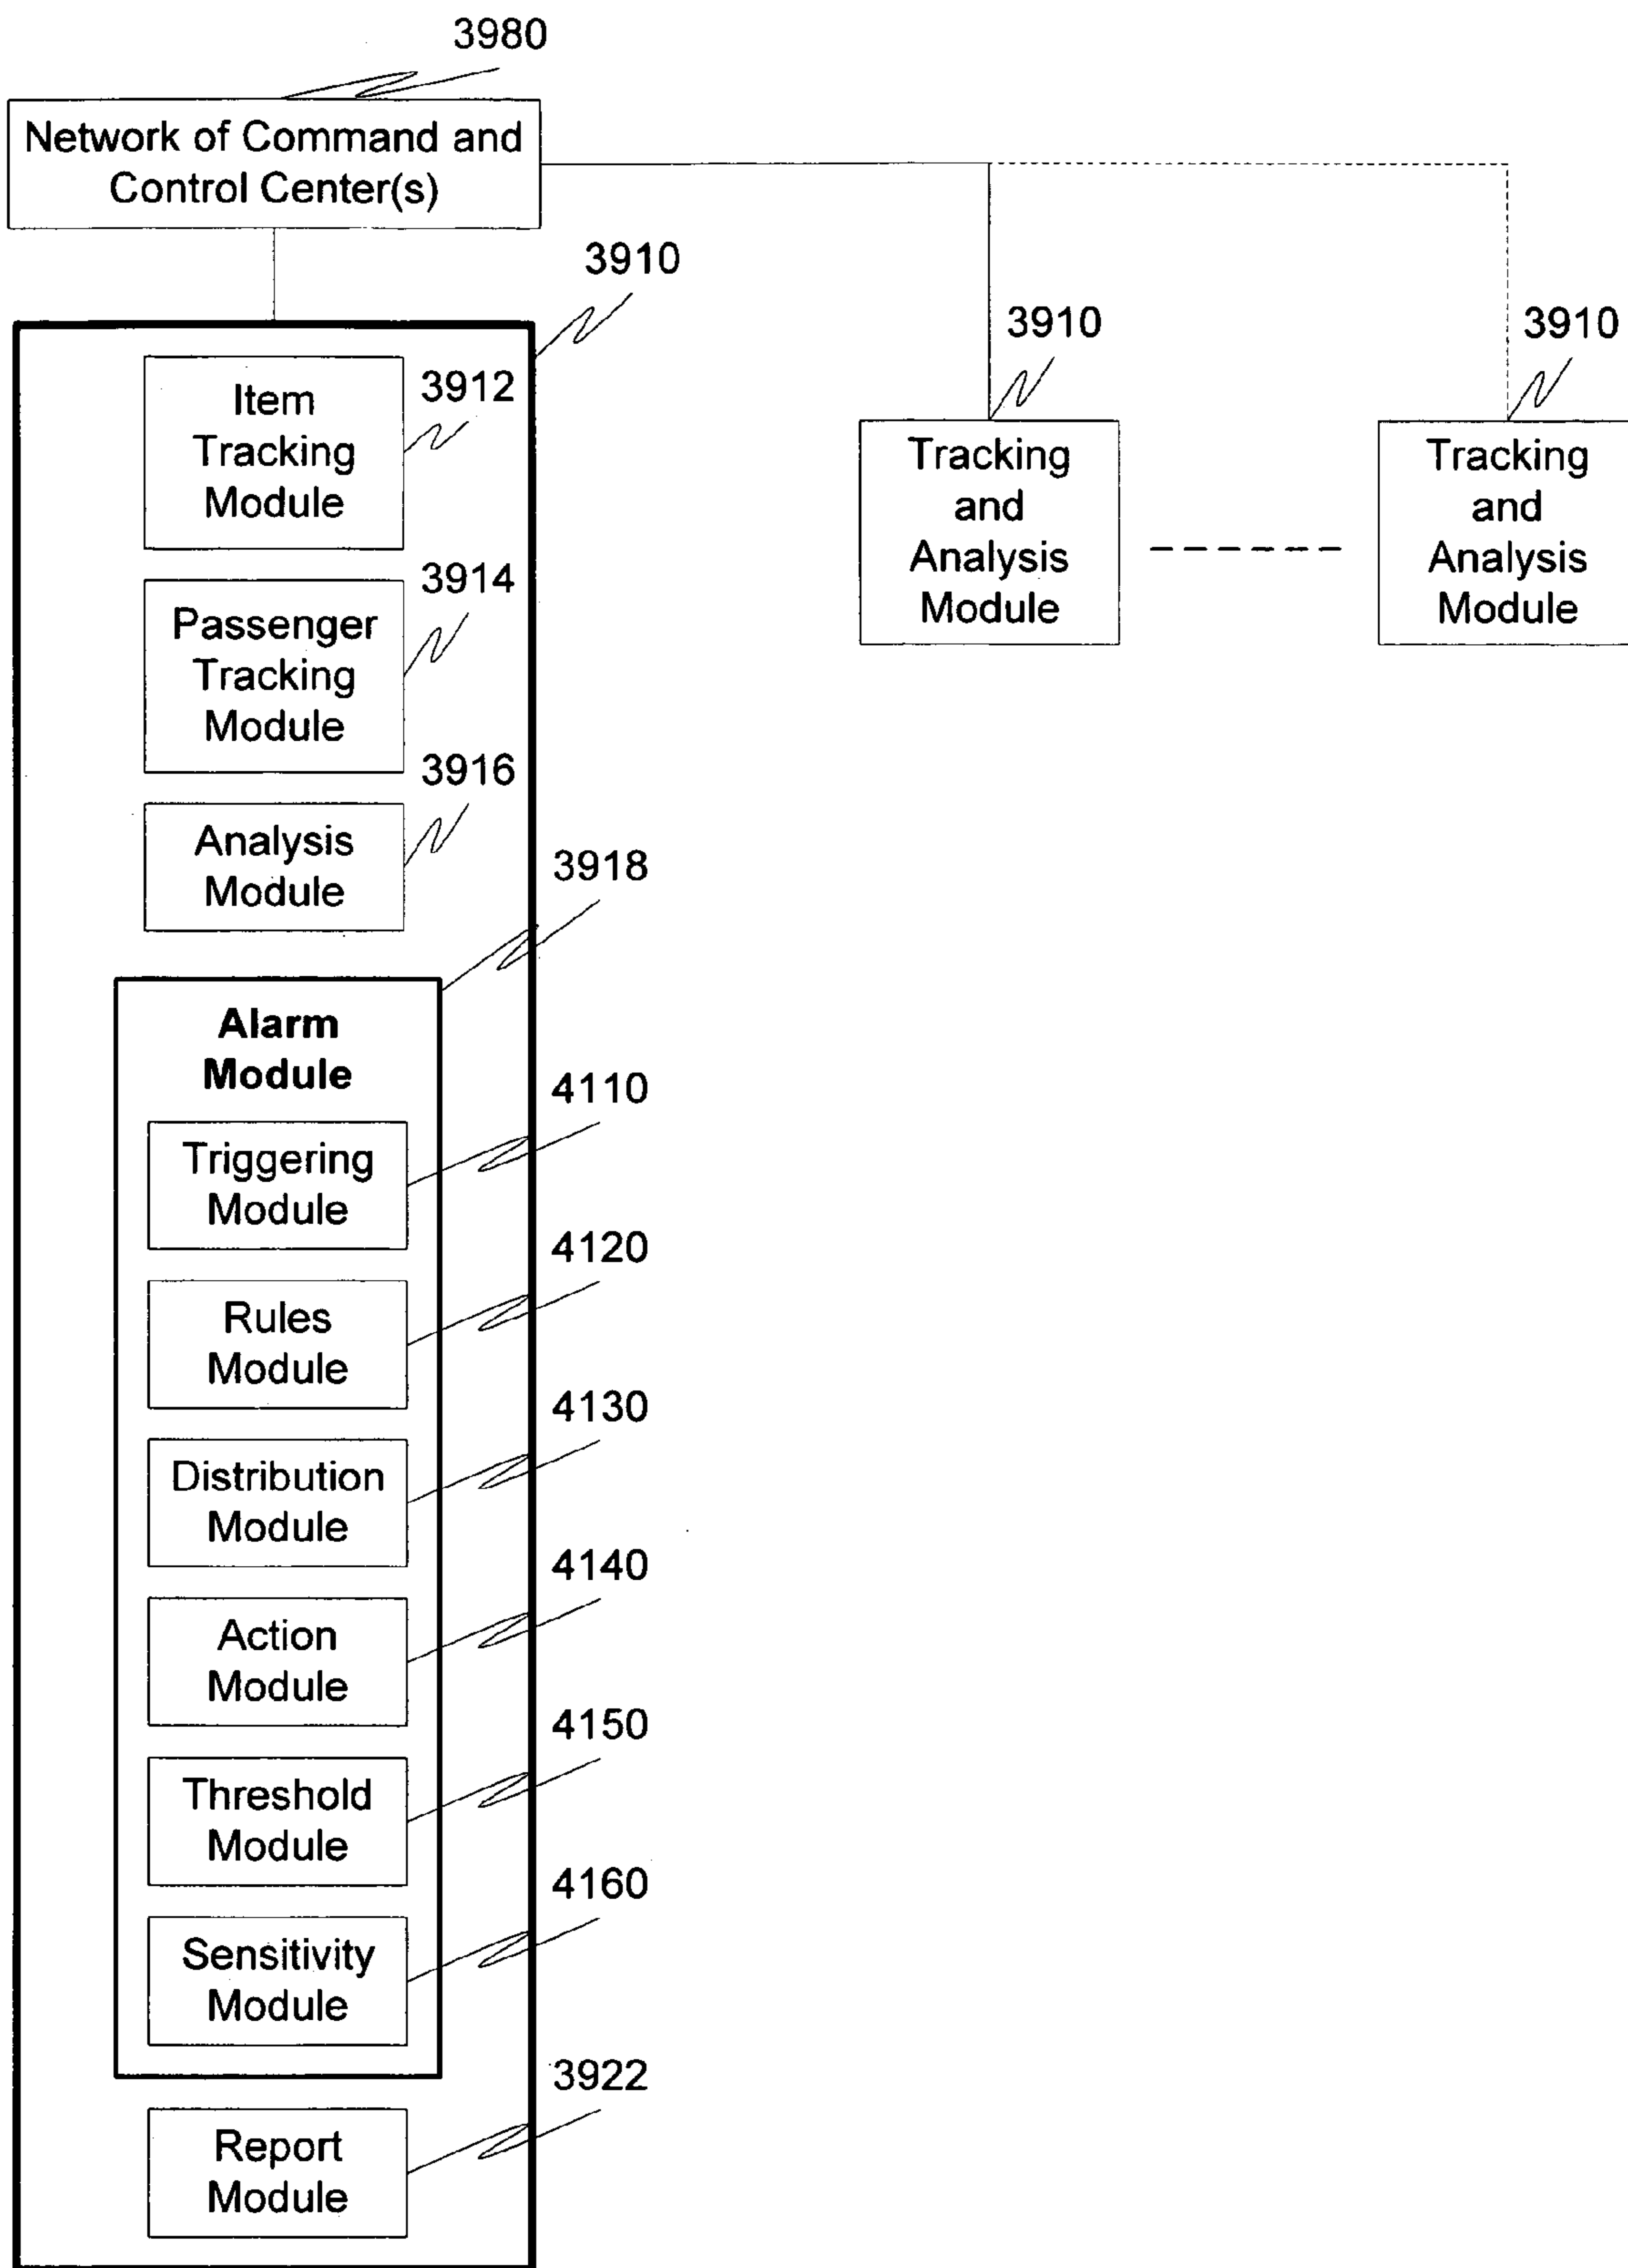 3980
Network of Command and
Control Center(s)
3910
3910
3910
Item
Tracking
Module
3912
Tracking
and
Analysis
Module
Tracking
and
Analysis
Module
Passenger
Tracking
Module
3914
Analysis
Module
3916
3918
Alarm
Module
Triggering
Module
4110
Rules
Module
4120
Distribution
Module
4130
Action
Module
4140
Threshold
Module
4150
Sensitivity
Module
4160
Report
Module
3922